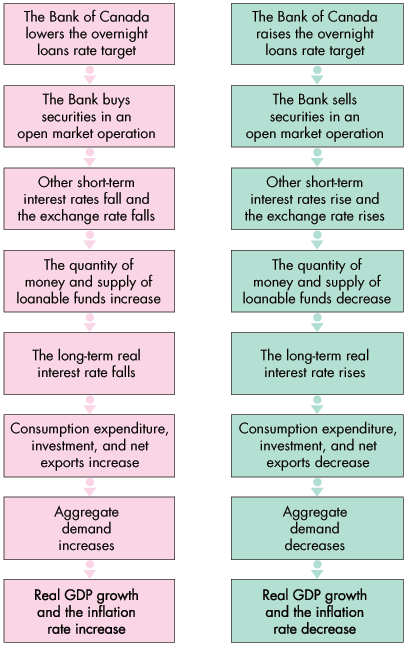 The Bank of Canada
lowers the overnight
loans rate target
The Bank buys
securities in an
open market operation
Other short-term
interest rates fall and
the exchange rate falls
The quantity of
money and supply of
loanable funds increase
The long-term real
interest rate falls
Consumption expenditure,
investment, and net
exports increase
Aggregate
demand
increases
Real GDP growth
and the inflation
rate increase
The Bank of Canada
raises the overnight
loans rate target
The Bank sells
securities in an
open market operation
Other short-term
interest rates rise and
the exchange rate rises
The quantity of
money and supply of
loanable funds decrease
The long-term real
interest rate rises
Consumption expenditure,
investment, and net
exports decrease
Aggregate
demand
decreases
Real GDP growth
and the inflation
rate decrease